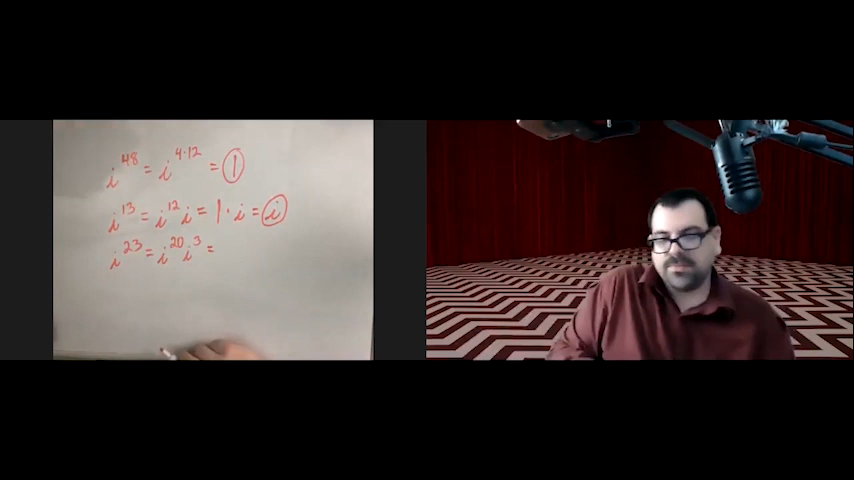 i^48 = i^4·12 = 1
i^13 = i^12 i = 1 · i = i
i^23 = i^20 i^3 =